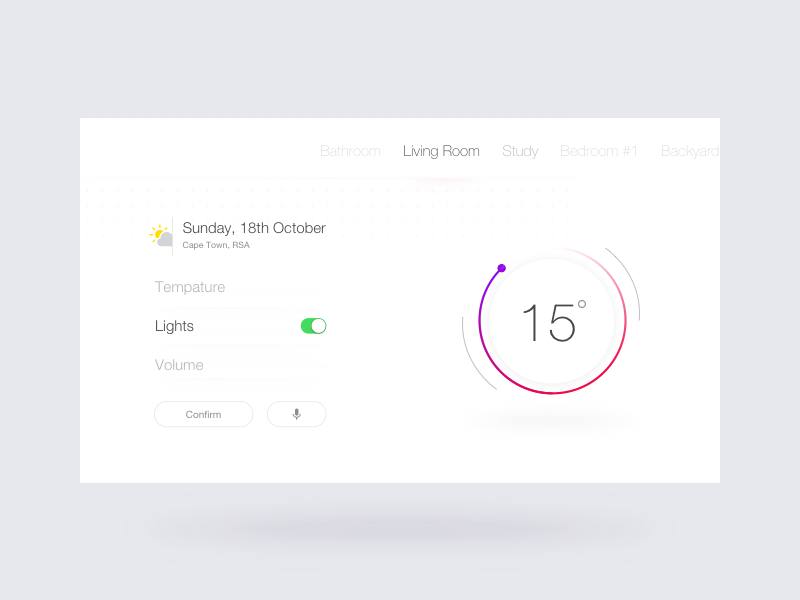 Bathroom Living Room Study Bedroom #1 Backyard
Sunday, 18th October
Cape Town, RSA
Tempature
Lights
Volume
Confirm
15°